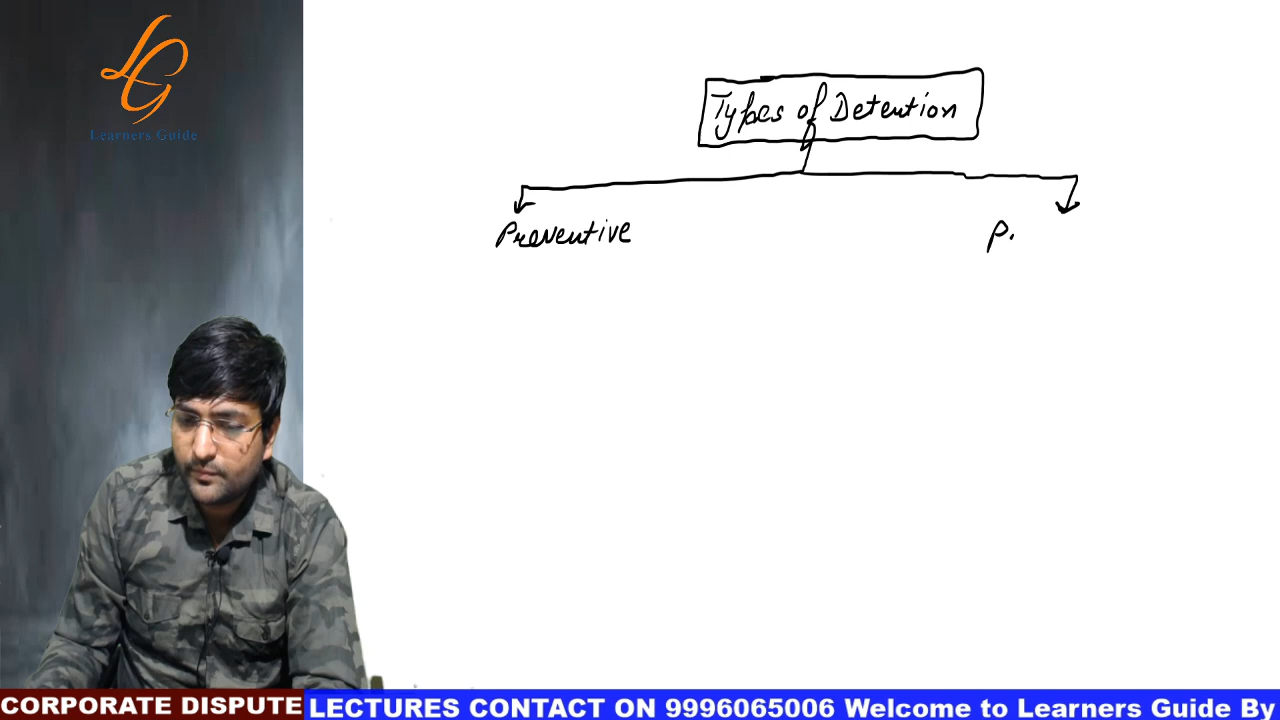 LG
Learners Guide
Types of Detention
Preventive
P.
CORPORATE DISPUTE
LECTURES CONTACT ON 9996065006 Welcome to Learners Guide By